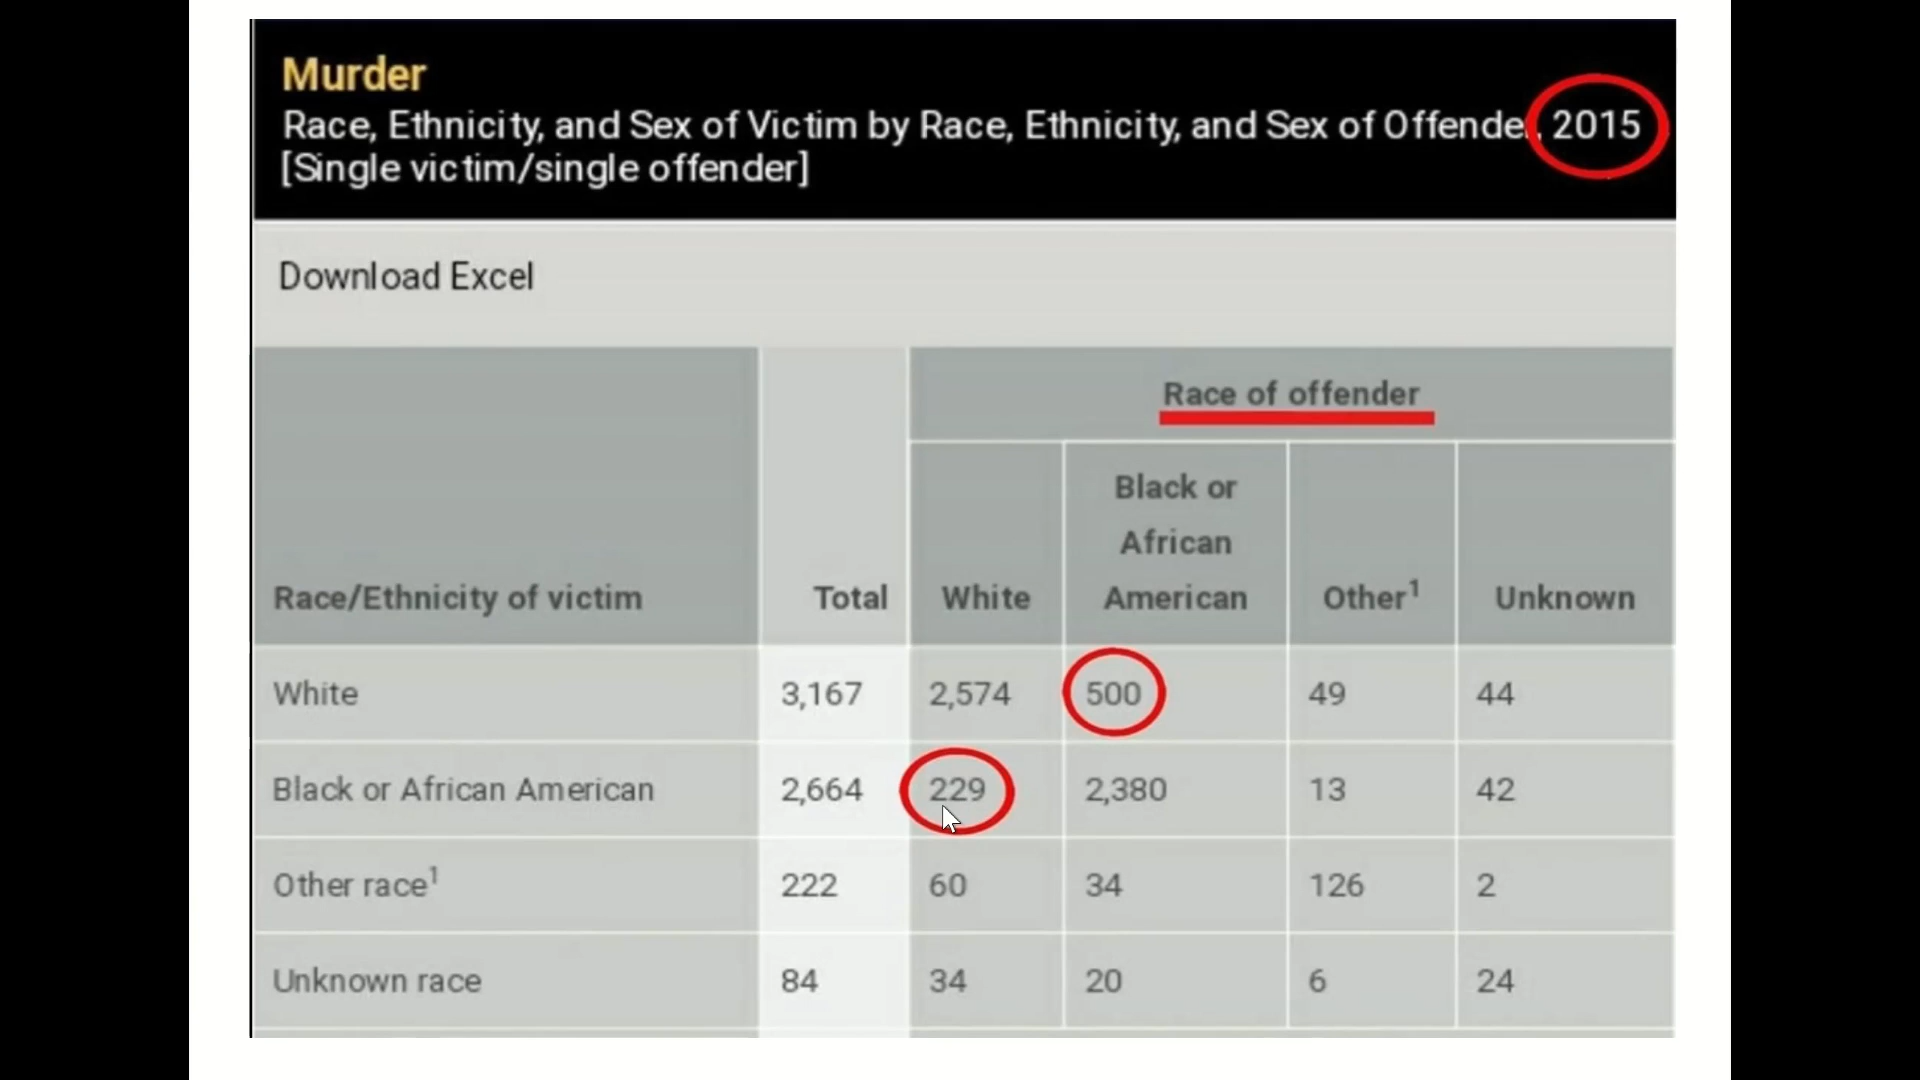 Murder
Race, Ethnicity, and Sex of Victim by Race, Ethnicity, and Sex of Offender, 2015
[Single victim/single offender]
Download Excel
Race of offender
Race/Ethnicity of victim Total White Black or African American Other1 Unknown
White 3,167 2,574 500 49 44
Black or African American 2,664 229 2,380 13 42
Other race1 222 60 34 126 2
Unknown race 84 34 20 6 24